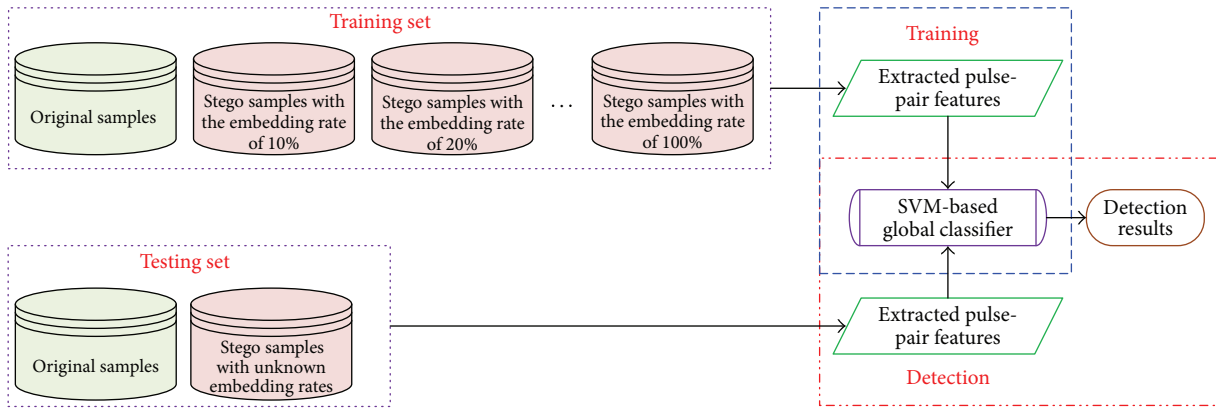 Training set
Original samples
Stego samples with
the embedding rate
of 10%
Stego samples with
the embedding rate
of 20%
...
Stego samples with
the embedding rate
of 100%
Training
Extracted pulse-
pair features
SVM-based
global classifier
Detection
results
Testing set
Original samples
Stego samples
with unknown
embedding rates
Extracted pulse-
pair features
Detection